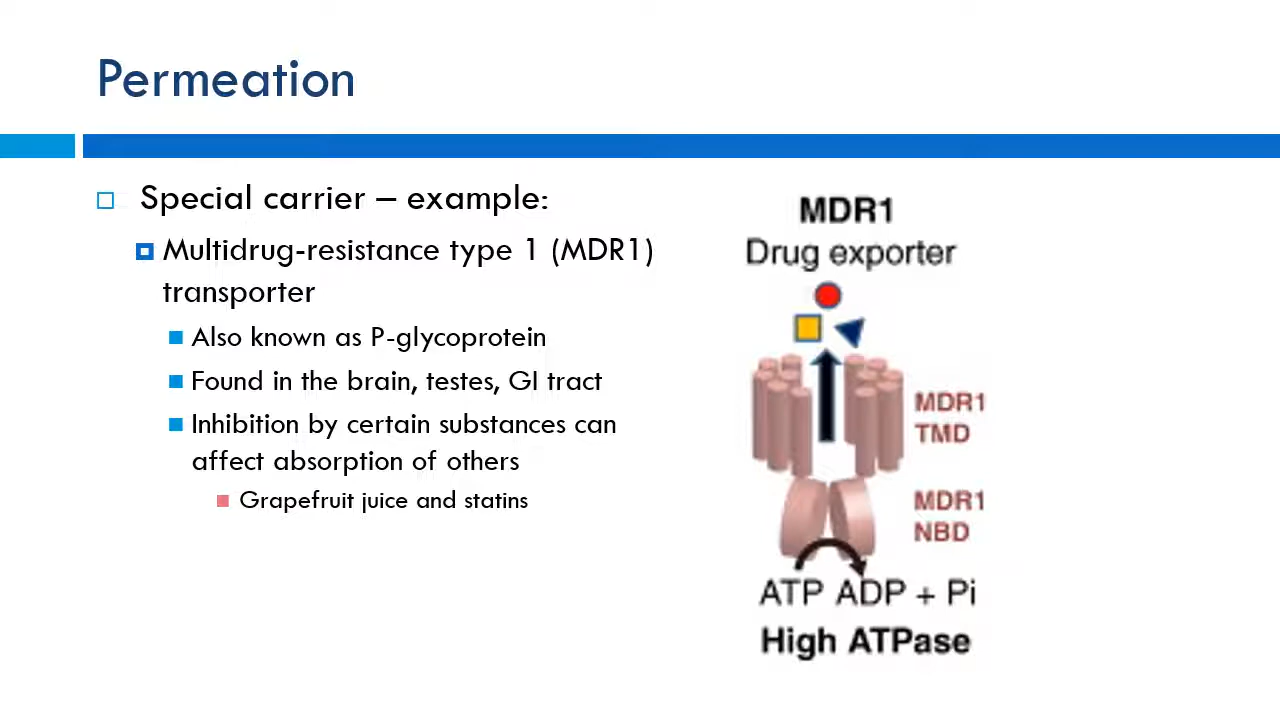 Permeation
Special carrier – example:
Multidrug-resistance type 1 (MDR1)
transporter
Also known as P-glycoprotein
Found in the brain, testes, GI tract
Inhibition by certain substances can
affect absorption of others
Grapefruit juice and statins
MDR1
Drug exporter
MDR1
TMD
MDR1
NBD
ATP ADP + Pi
High ATPase